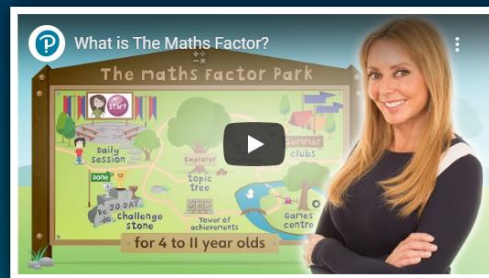 What is The Maths Factor?
The maths Factor Park
start
Daily
session
Explorer
topic
tree
summer
clubs
30 DAY
Challenge
stone
Tower of
achievements
Games
centre
for 4 to 11 year olds